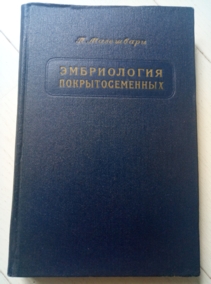 П. Магешвари
ЭМБРИОЛОГИЯ
ПОКРЫТОСЕМЕННЫХ